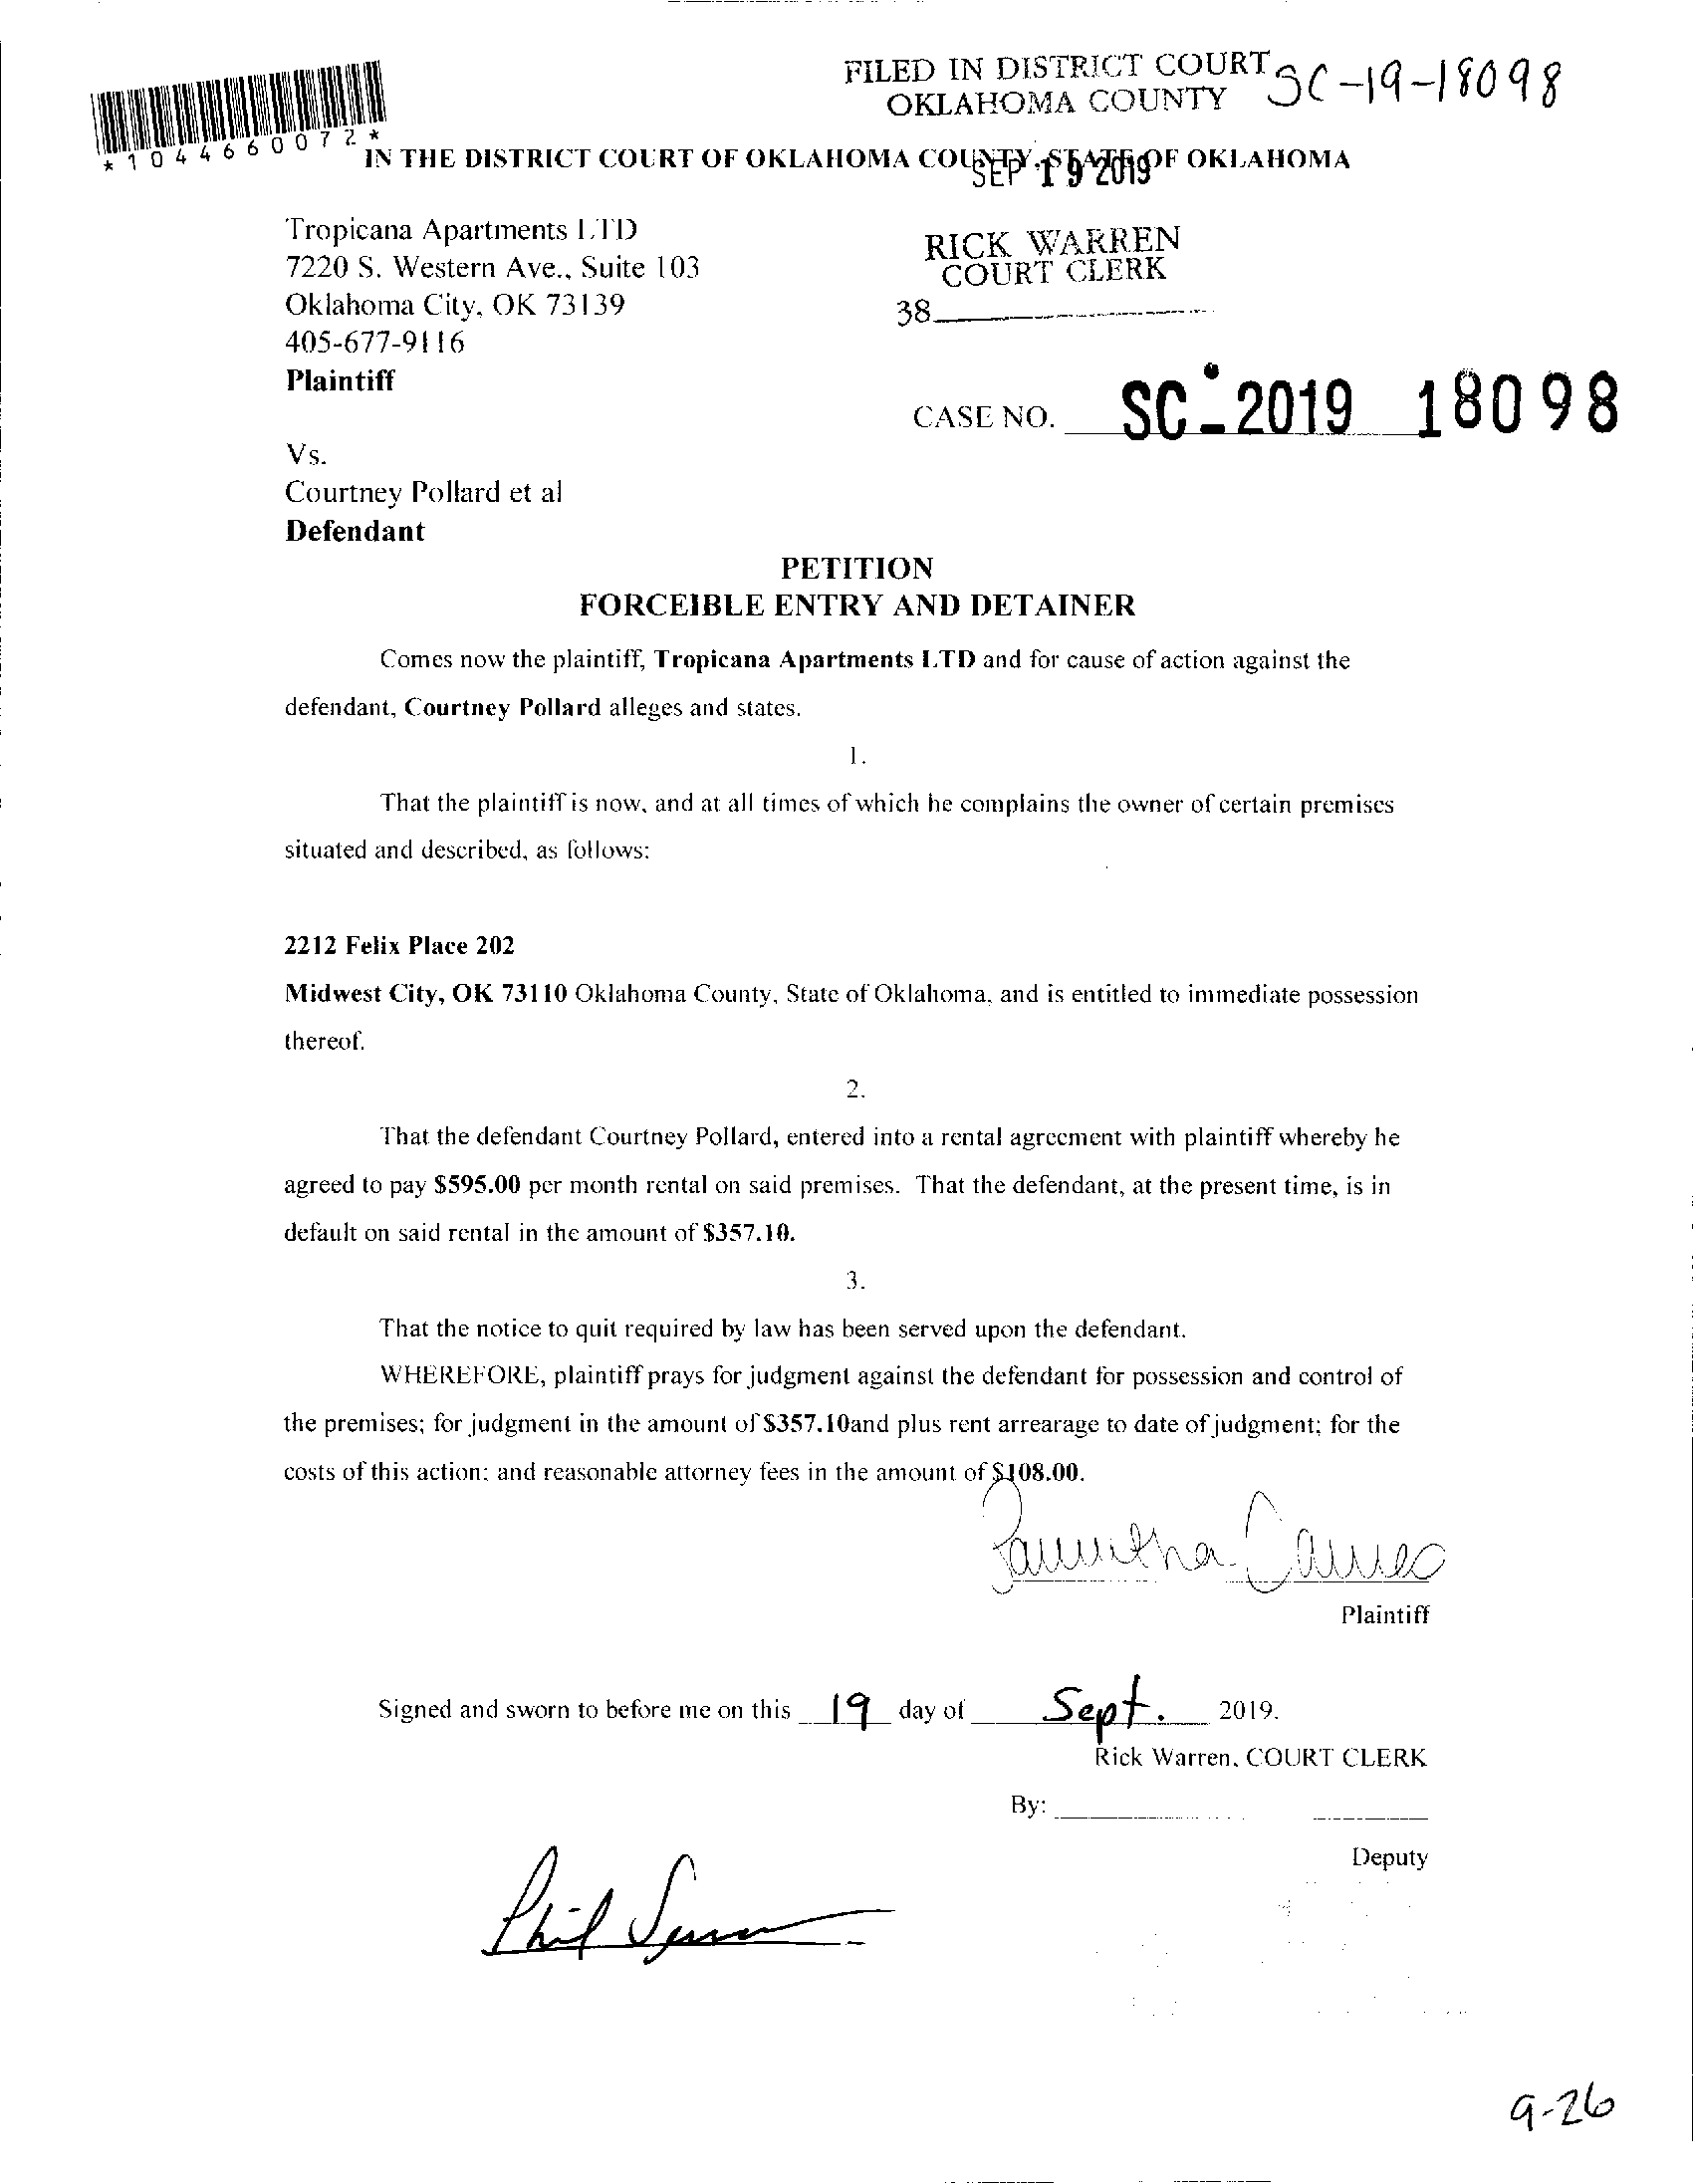 FILED IN DISTRICT COURT
OKLAHOMA COUNTY
SC-19-18098
*1044660072*
IN THE DISTRICT COURT OF OKLAHOMA COUNTY, STATE OF OKLAHOMA
SEP 19 2019
Tropicana Apartments LTD
7220 S. Western Ave., Suite 103
Oklahoma City, OK 73139
405-677-9116
Plaintiff
RICK WARREN
COURT CLERK
38
CASE NO. SC-2019 18098
Vs.
Courtney Pollard et al
Defendant
PETITION
FORCEIBLE ENTRY AND DETAINER
Comes now the plaintiff, Tropicana Apartments LTD and for cause of action against the
defendant, Courtney Pollard alleges and states.
1.
That the plaintiff is now, and at all times of which he complains the owner of certain premises
situated and described, as follows:
2212 Felix Place 202
Midwest City, OK 73110 Oklahoma County, State of Oklahoma, and is entitled to immediate possession
thereof.
2.
That the defendant Courtney Pollard, entered into a rental agreement with plaintiff whereby he
agreed to pay $595.00 per month rental on said premises. That the defendant, at the present time, is in
default on said rental in the amount of $357.10.
3.
That the notice to quit required by law has been served upon the defendant.
WHEREFORE, plaintiff prays for judgment against the defendant for possession and control of
the premises; for judgment in the amount of $357.10and plus rent arrearage to date of judgment; for the
costs of this action; and reasonable attorney fees in the amount of $108.00.
Plaintiff
Signed and sworn to before me on this 19 day of Sept. 2019.
Rick Warren, COURT CLERK
By:
Deputy
Phil
9-26